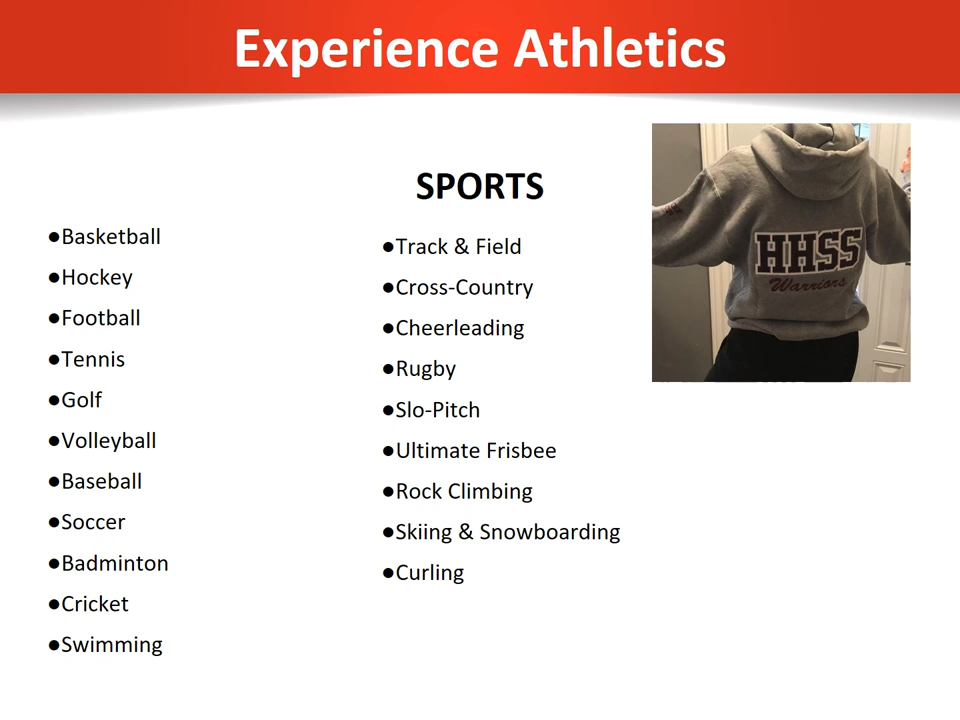 Experience Athletics
SPORTS
●Basketball
●Hockey
●Football
●Tennis
●Golf
●Volleyball
●Baseball
●Soccer
●Badminton
●Cricket
●Swimming
●Track & Field
●Cross-Country
●Cheerleading
●Rugby
●Slo-Pitch
●Ultimate Frisbee
●Rock Climbing
●Skiing & Snowboarding
●Curling
HHSS
Warriors